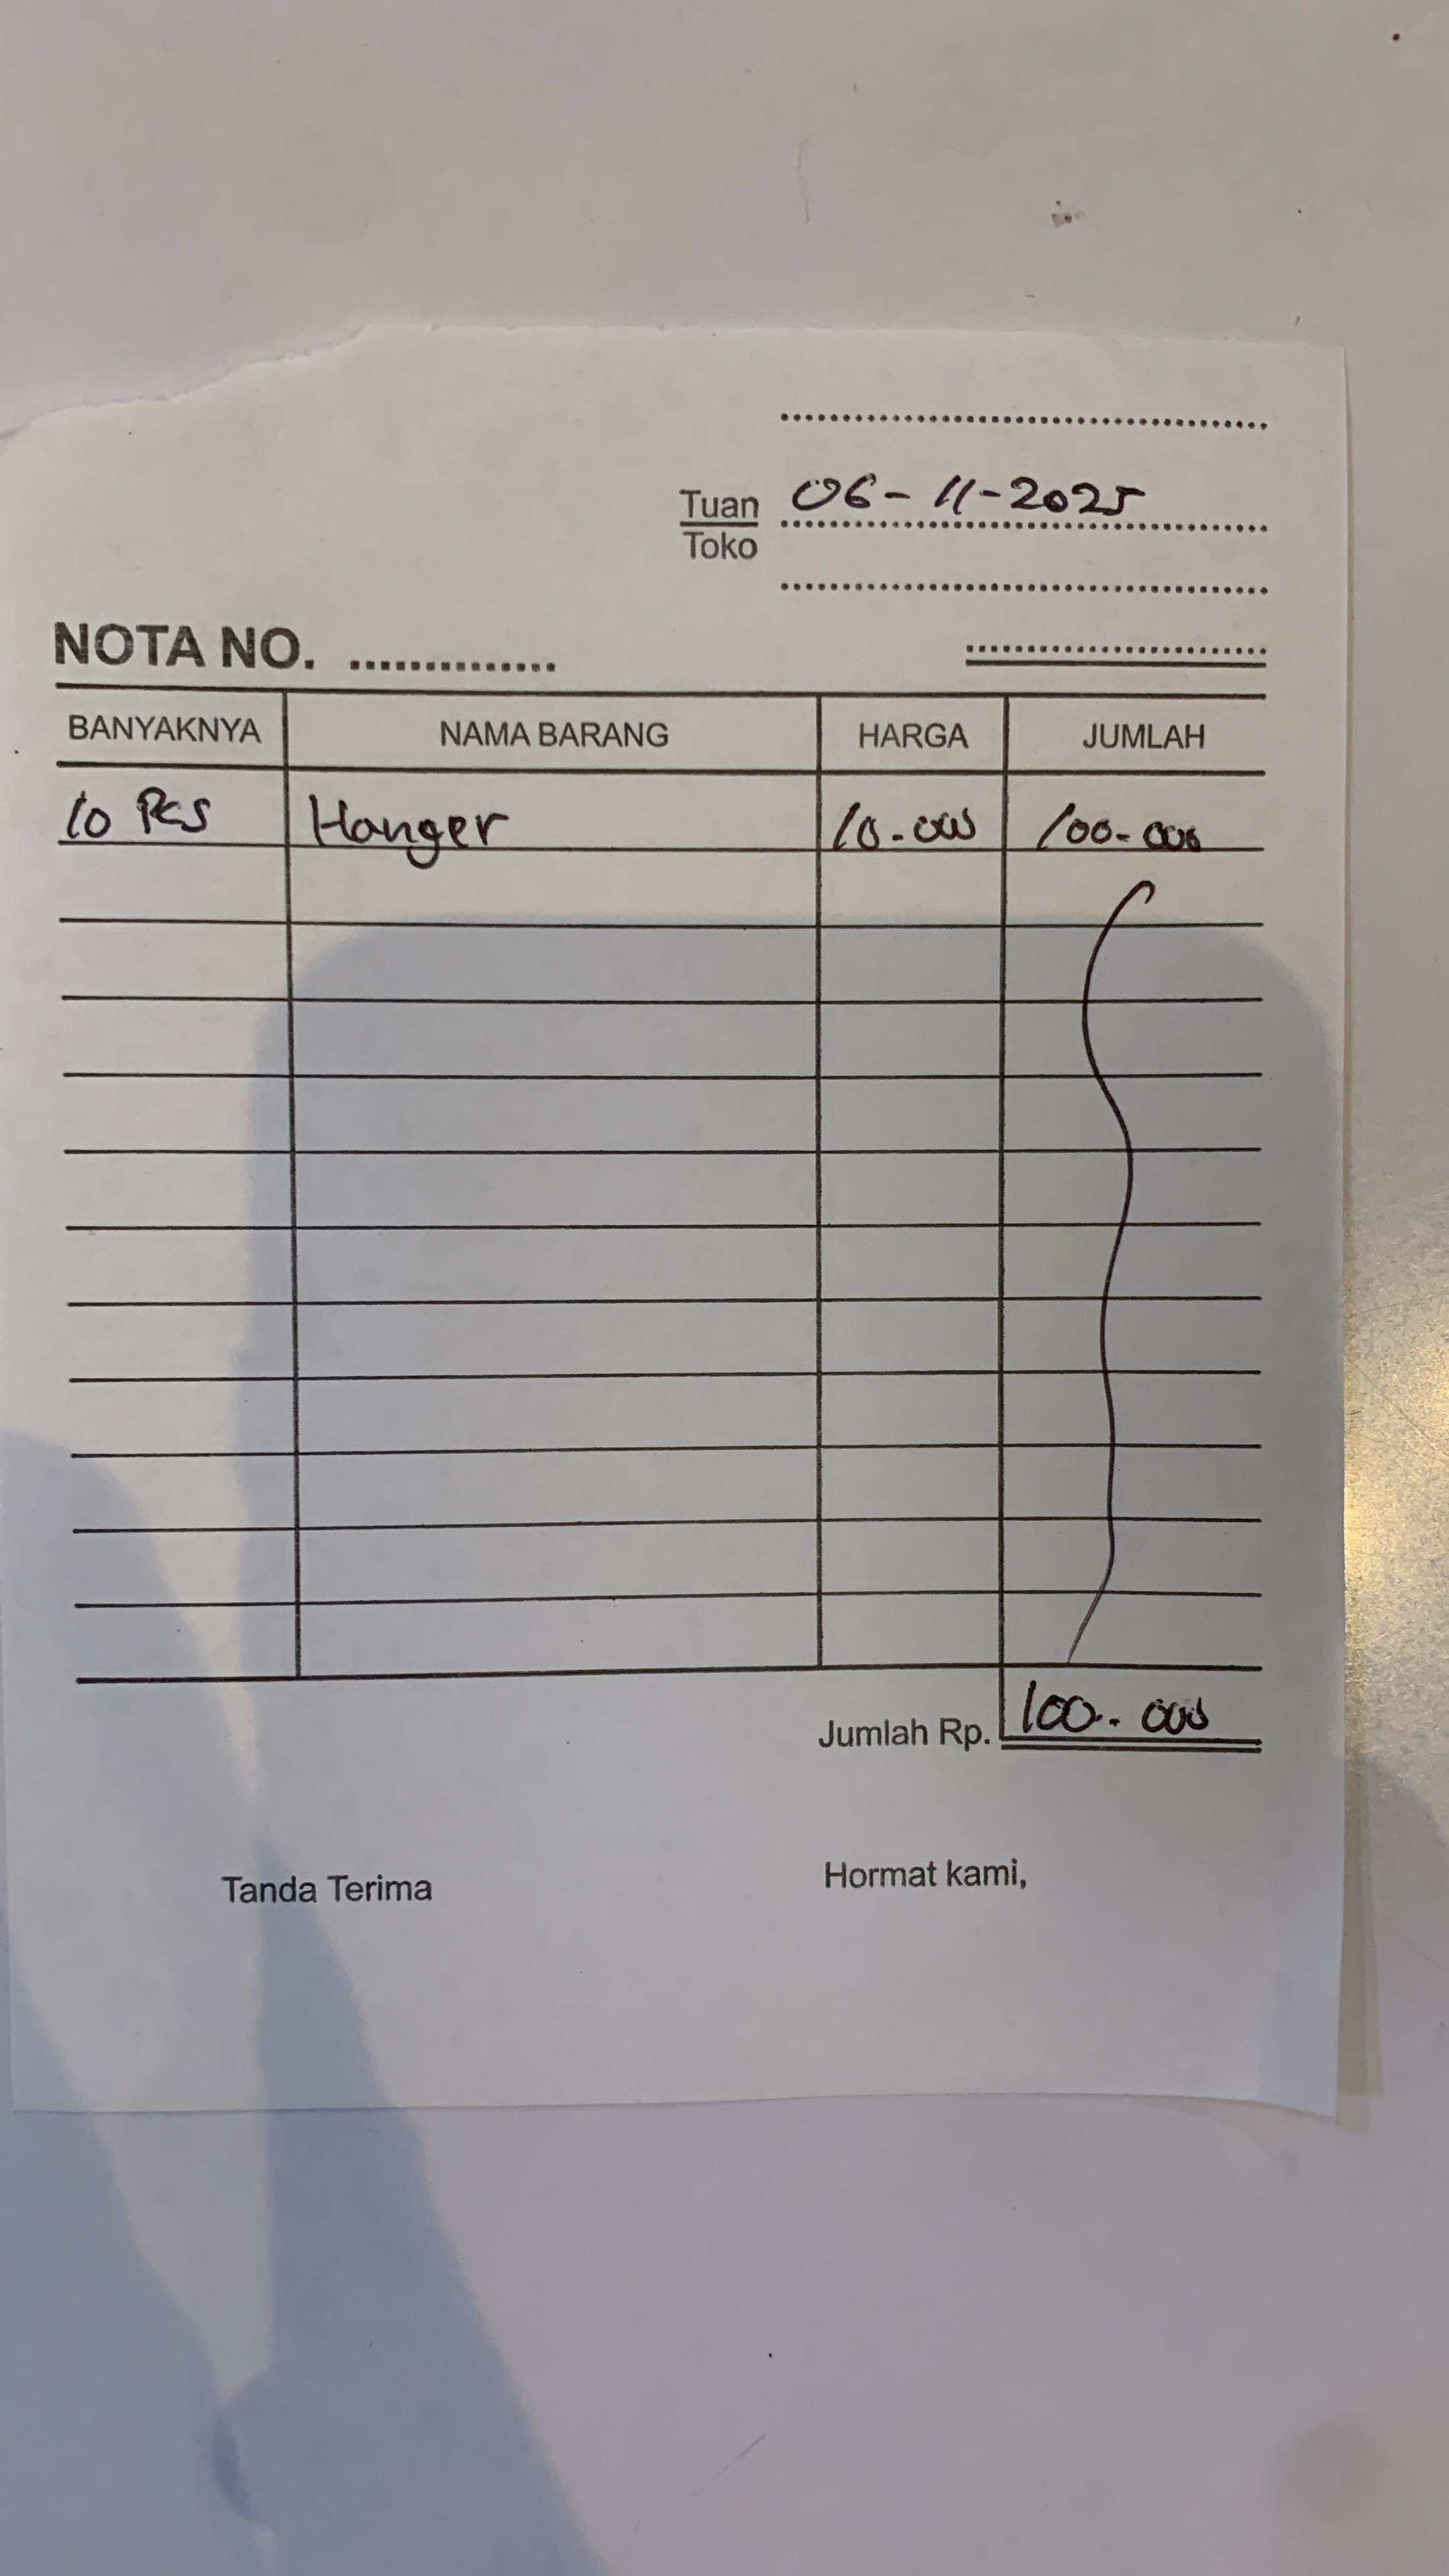 Tuan 06-11-2025
Toko
NOTA NO. ..............
BANYAKNYA NAMA BARANG HARGA JUMLAH
10 Pcs Hanger 10.000 100.000
Jumlah Rp. 100.000
Tanda Terima Hormat kami,